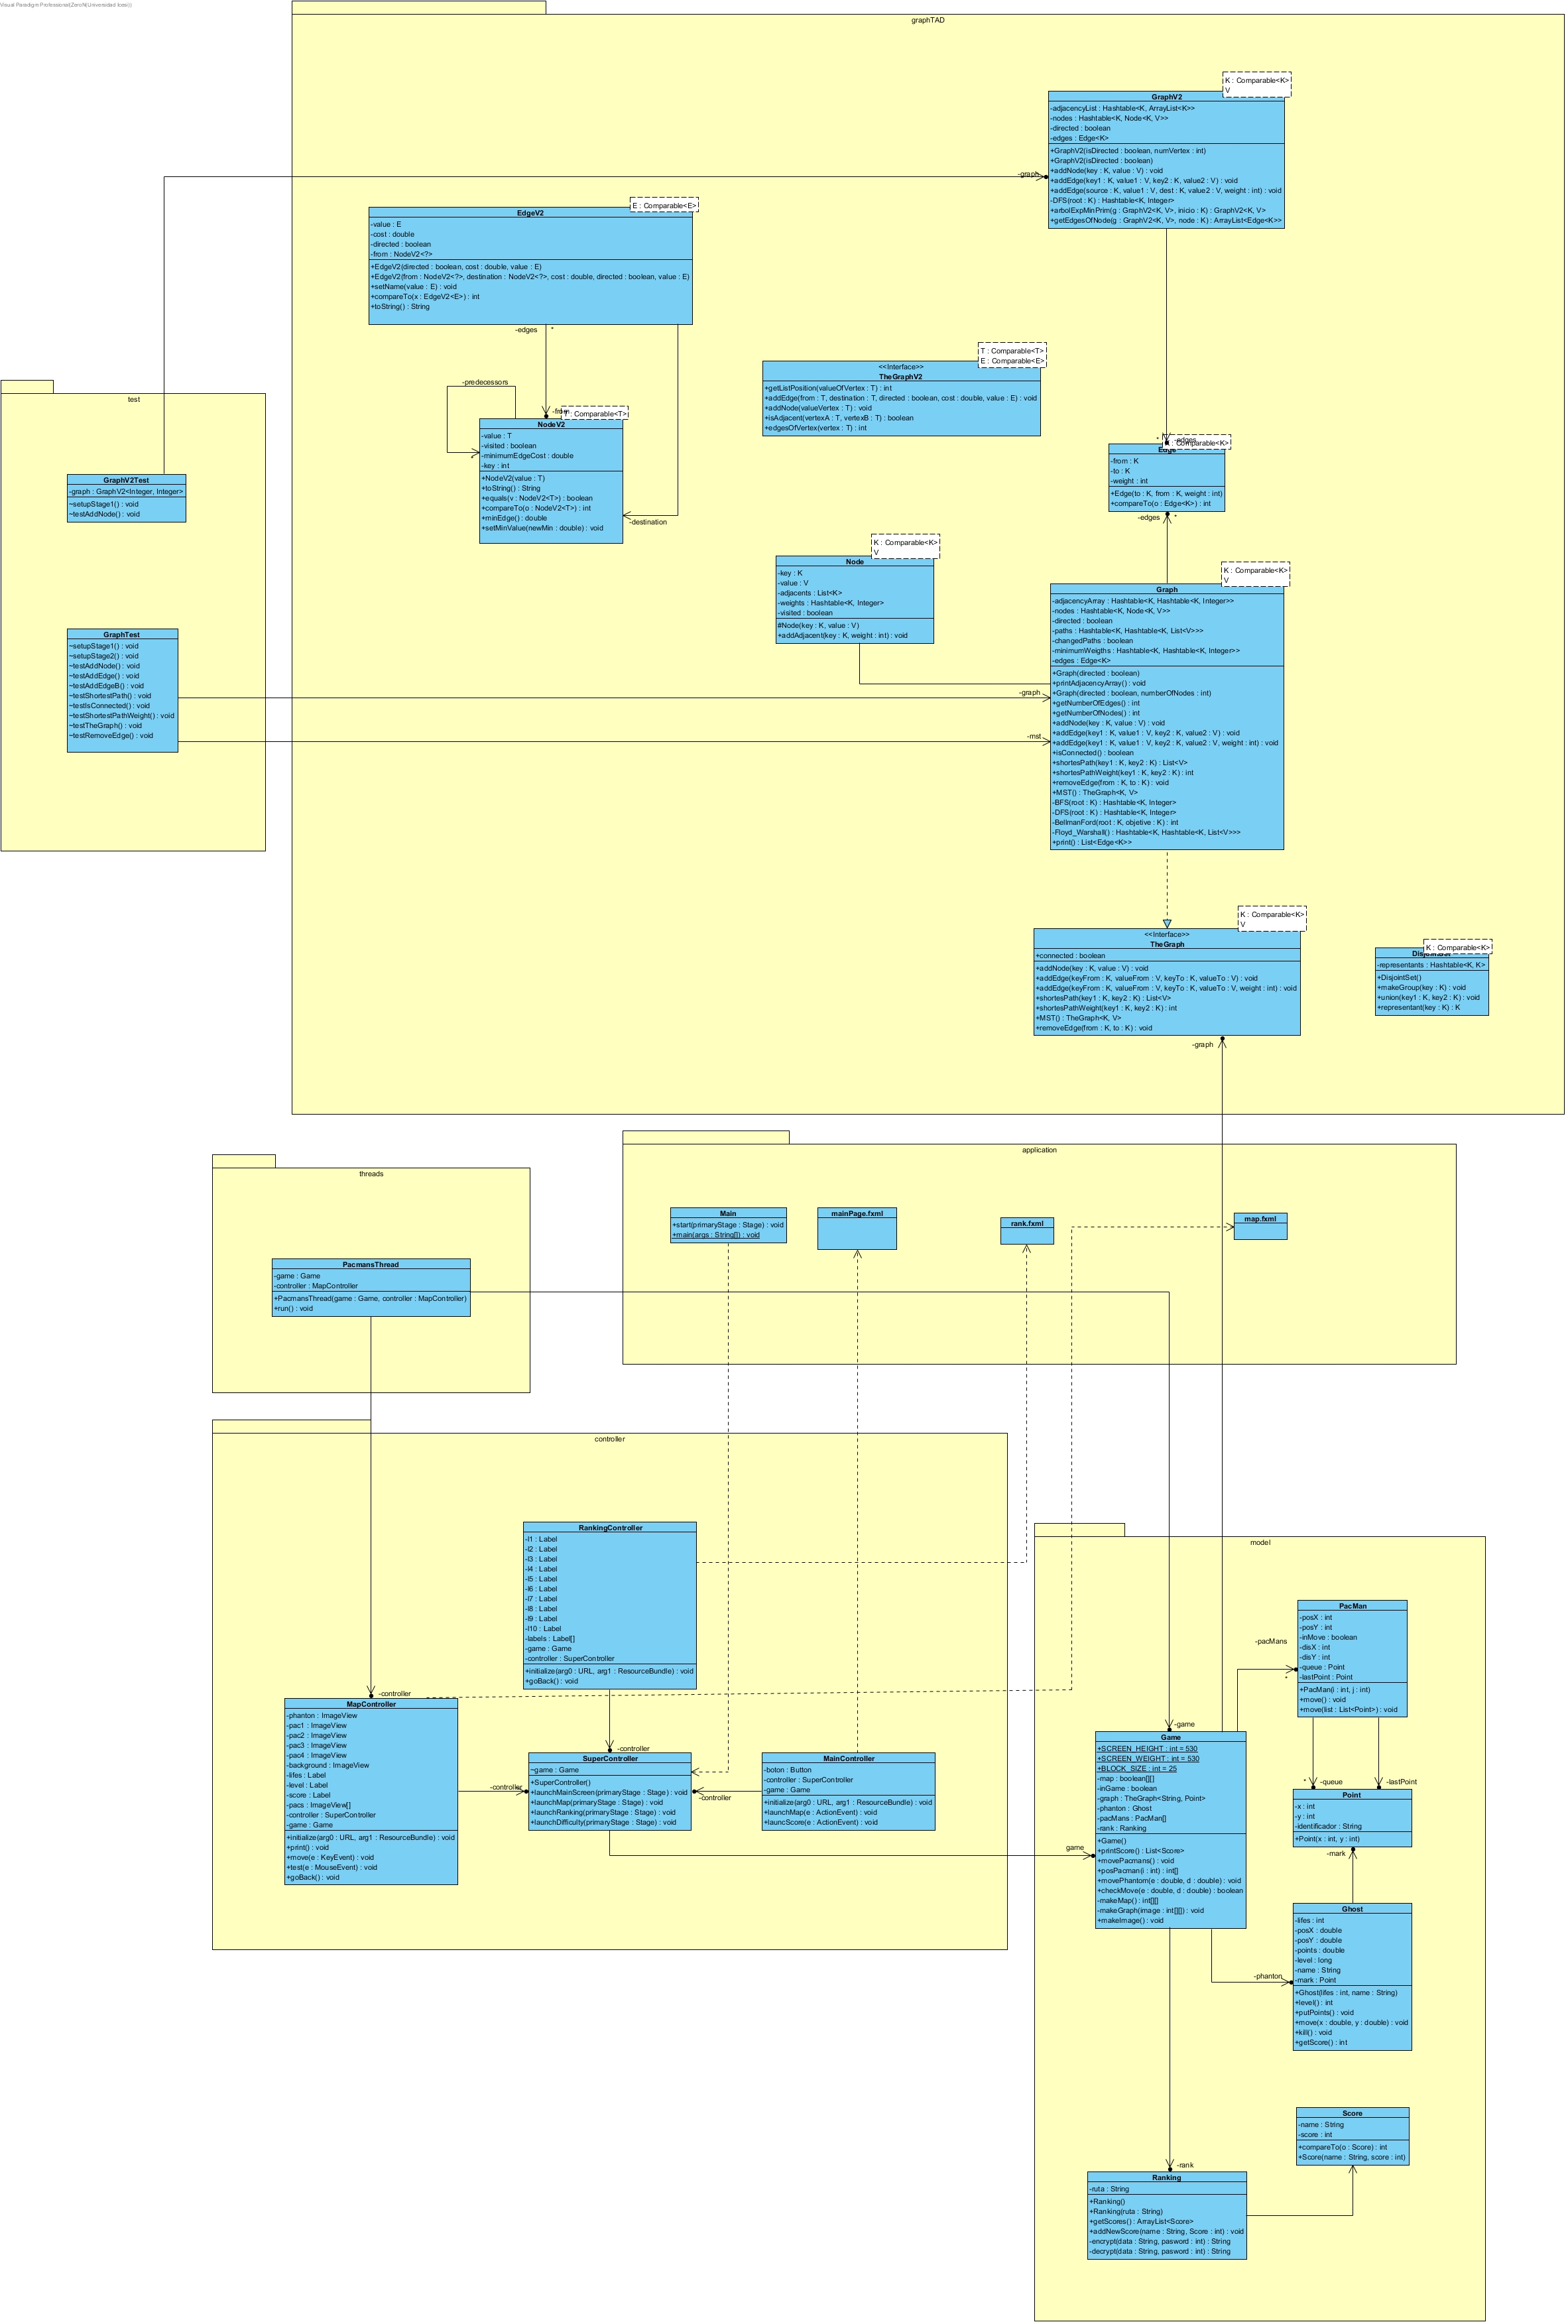 Visual Paradigm Professional(ZeroN(Universidad Icesi))
graphTAD
K : Comparable<K>
V
GraphV2
-adjacencyList : Hashtable<K, ArrayList<K>>
-nodes : Hashtable<K, Node<K, V>>
-directed : boolean
-edges : Edge<K>
+GraphV2(isDirected : boolean, numVertex : int)
+GraphV2(isDirected : boolean)
+addNode(key : K, value : V) : void
+addEdge(key1 : K, value1 : V, key2 : K, value2 : V) : void
+addEdge(source : K, value1 : V, dest : K, value2 : V, weight : int) : void
-DFS(root : K) : Hashtable<K, Integer>
+arbolExpMinPrim(g : GraphV2<K, V>, inicio : K) : GraphV2<K, V>
+getEdgesOfNode(g : GraphV2<K, V>, node : K) : ArrayList<Edge<K>>
-graph
E : Comparable<E>
EdgeV2
-value : E
-cost : double
-directed : boolean
-from : NodeV2<?>
+EdgeV2(directed : boolean, cost : double, value : E)
+EdgeV2(from : NodeV2<?>, destination : NodeV2<?>, cost : double, directed : boolean, value : E)
+setName(value : E) : void
+compareTo(x : EdgeV2<E>) : int
+toString() : String
-edges
*
T : Comparable<T>
E : Comparable<E>
<<Interface>>
TheGraphV2
+getListPosition(valueOfVertex : T) : int
+addEdge(from : T, destination : T, directed : boolean, cost : double, value : E) : void
+addNode(valueVertex : T) : void
+isAdjacent(vertexA : T, vertexB : T) : boolean
+edgesOfVertex(vertex : T) : int
-predecessors
*
-from
T : Comparable<T>
NodeV2
-value : T
-visited : boolean
-minimumEdgeCost : double
-key : int
+NodeV2(value : T)
+toString() : String
+equals(v : NodeV2<T>) : boolean
+compareTo(o : NodeV2<T>) : int
+minEdge() : double
+setMinValue(newMin : double) : void
-destination
*
-edges
K : Comparable<K>
Edge
-from : K
-to : K
-weight : int
+Edge(to : K, from : K, weight : int)
+compareTo(o : Edge<K>) : int
-edges
*
test
GraphV2Test
-graph : GraphV2<Integer, Integer>
~setupStage1() : void
~testAddNode() : void
GraphTest
~setupStage1() : void
~setupStage2() : void
~testAddNode() : void
~testAddEdge() : void
~testAddEdgeB() : void
~testShortestPath() : void
~testIsConnected() : void
~testShortestPathWeight() : void
~testTheGraph() : void
~testRemoveEdge() : void
K : Comparable<K>
V
Node
-key : K
-value : V
-adjacents : List<K>
-weights : Hashtable<K, Integer>
-visited : boolean
#Node(key : K, value : V)
+addAdjacent(key : K, weight : int) : void
K : Comparable<K>
V
Graph
-adjacencyArray : Hashtable<K, Hashtable<K, Integer>>
-nodes : Hashtable<K, Node<K, V>>
-directed : boolean
-paths : Hashtable<K, Hashtable<K, List<V>>>
-changedPaths : boolean
-minimumWeigths : Hashtable<K, Hashtable<K, Integer>>
-edges : Edge<K>
+Graph(directed : boolean)
+printAdjacencyArray() : void
+Graph(directed : boolean, numberOfNodes : int)
+getNumberOfEdges() : int
+getNumberOfNodes() : int
+addNode(key : K, value : V) : void
+addEdge(key1 : K, value1 : V, key2 : K, value2 : V) : void
+addEdge(key1 : K, value1 : V, key2 : K, value2 : V, weight : int) : void
+isConnected() : boolean
+shortesPath(key1 : K, key2 : K) : List<V>
+shortesPathWeight(key1 : K, key2 : K) : int
+removeEdge(from : K, to : K) : void
+MST() : TheGraph<K, V>
-BFS(root : K) : Hashtable<K, Integer>
-DFS(root : K) : Hashtable<K, Integer>
-BellmanFord(root : K, objetive : K) : int
-Floyd_Warshall() : Hashtable<K, Hashtable<K, List<V>>>
+print() : List<Edge<K>>
-graph
-mst
K : Comparable<K>
V
<<Interface>>
TheGraph
+connected : boolean
+addNode(key : K, value : V) : void
+addEdge(keyFrom : K, valueFrom : V, keyTo : K, valueTo : V) : void
+addEdge(keyFrom : K, valueFrom : V, keyTo : K, valueTo : V, weight : int) : void
+shortesPath(key1 : K, key2 : K) : List<V>
+shortesPathWeight(key1 : K, key2 : K) : int
+MST() : TheGraph<K, V>
+removeEdge(from : K, to : K) : void
-graph
K : Comparable<K>
DisjointSet
-representants : Hashtable<K, K>
+DisjointSet()
+makeGroup(key : K) : void
+union(key1 : K, key2 : K) : void
+representant(key : K) : K
threads
PacmansThread
-game : Game
-controller : MapController
+PacmansThread(game : Game, controller : MapController)
+run() : void
application
Main
+start(primaryStage : Stage) : void
+main(args : String[]) : void
mainPage.fxml
rank.fxml
map.fxml
controller
RankingController
-l1 : Label
-l2 : Label
-l3 : Label
-l4 : Label
-l5 : Label
-l6 : Label
-l7 : Label
-l8 : Label
-l9 : Label
-l10 : Label
-labels : Label[]
-game : Game
-controller : SuperController
+initialize(arg0 : URL, arg1 : ResourceBundle) : void
+goBack() : void
-controller
MapController
-phanton : ImageView
-pac1 : ImageView
-pac2 : ImageView
-pac3 : ImageView
-pac4 : ImageView
-background : ImageView
-lifes : Label
-level : Label
-score : Label
-pacs : ImageView[]
-controller : SuperController
-game : Game
+initialize(arg0 : URL, arg1 : ResourceBundle) : void
+print() : void
+move(e : KeyEvent) : void
+test(e : MouseEvent) : void
+goBack() : void
-controller
-controller
SuperController
~game : Game
+SuperController()
+launchMainScreen(primaryStage : Stage) : void
+launchMap(primaryStage : Stage) : void
+launchRanking(primaryStage : Stage) : void
+launchDifficulty(primaryStage : Stage) : void
-controller
MainController
-boton : Button
-controller : SuperController
-game : Game
+initialize(arg0 : URL, arg1 : ResourceBundle) : void
+launchMap(e : ActionEvent) : void
+launcScore(e : ActionEvent) : void
game
model
PacMan
-posX : int
-posY : int
-inMove : boolean
-disX : int
-disY : int
-queue : Point
-lastPoint : Point
+PacMan(i : int, j : int)
+move() : void
+move(list : List<Point>) : void
-pacMans
*
-game
Game
+SCREEN_HEIGHT : int = 530
+SCREEN_WEIGHT : int = 530
+BLOCK_SIZE : int = 25
-map : boolean[][]
-inGame : boolean
-graph : TheGraph<String, Point>
-phanton : Ghost
-pacMans : PacMan[]
-rank : Ranking
+Game()
+printScore() : List<Score>
+movePacmans() : void
+posPacman(i : int) : int[]
+movePhantom(e : double, d : double) : void
+checkMove(e : double, d : double) : boolean
-makeMap() : int[][]
-makeGraph(image : int[][]) : void
+makeImage() : void
*
-queue
-lastPoint
Point
-x : int
-y : int
-identificador : String
+Point(x : int, y : int)
-mark
Ghost
-lifes : int
-posX : double
-posY : double
-points : double
-level : long
-name : String
-mark : Point
+Ghost(lifes : int, name : String)
+level() : int
+putPoints() : void
+move(x : double, y : double) : void
+kill() : void
+getScore() : int
-phanton
Score
-name : String
-score : int
+compareTo(o : Score) : int
+Score(name : String, score : int)
-rank
Ranking
-ruta : String
+Ranking()
+Ranking(ruta : String)
+getScores() : ArrayList<Score>
+addNewScore(name : String, Score : int) : void
-encrypt(data : String, pasword : int) : String
-decrypt(data : String, pasword : int) : String